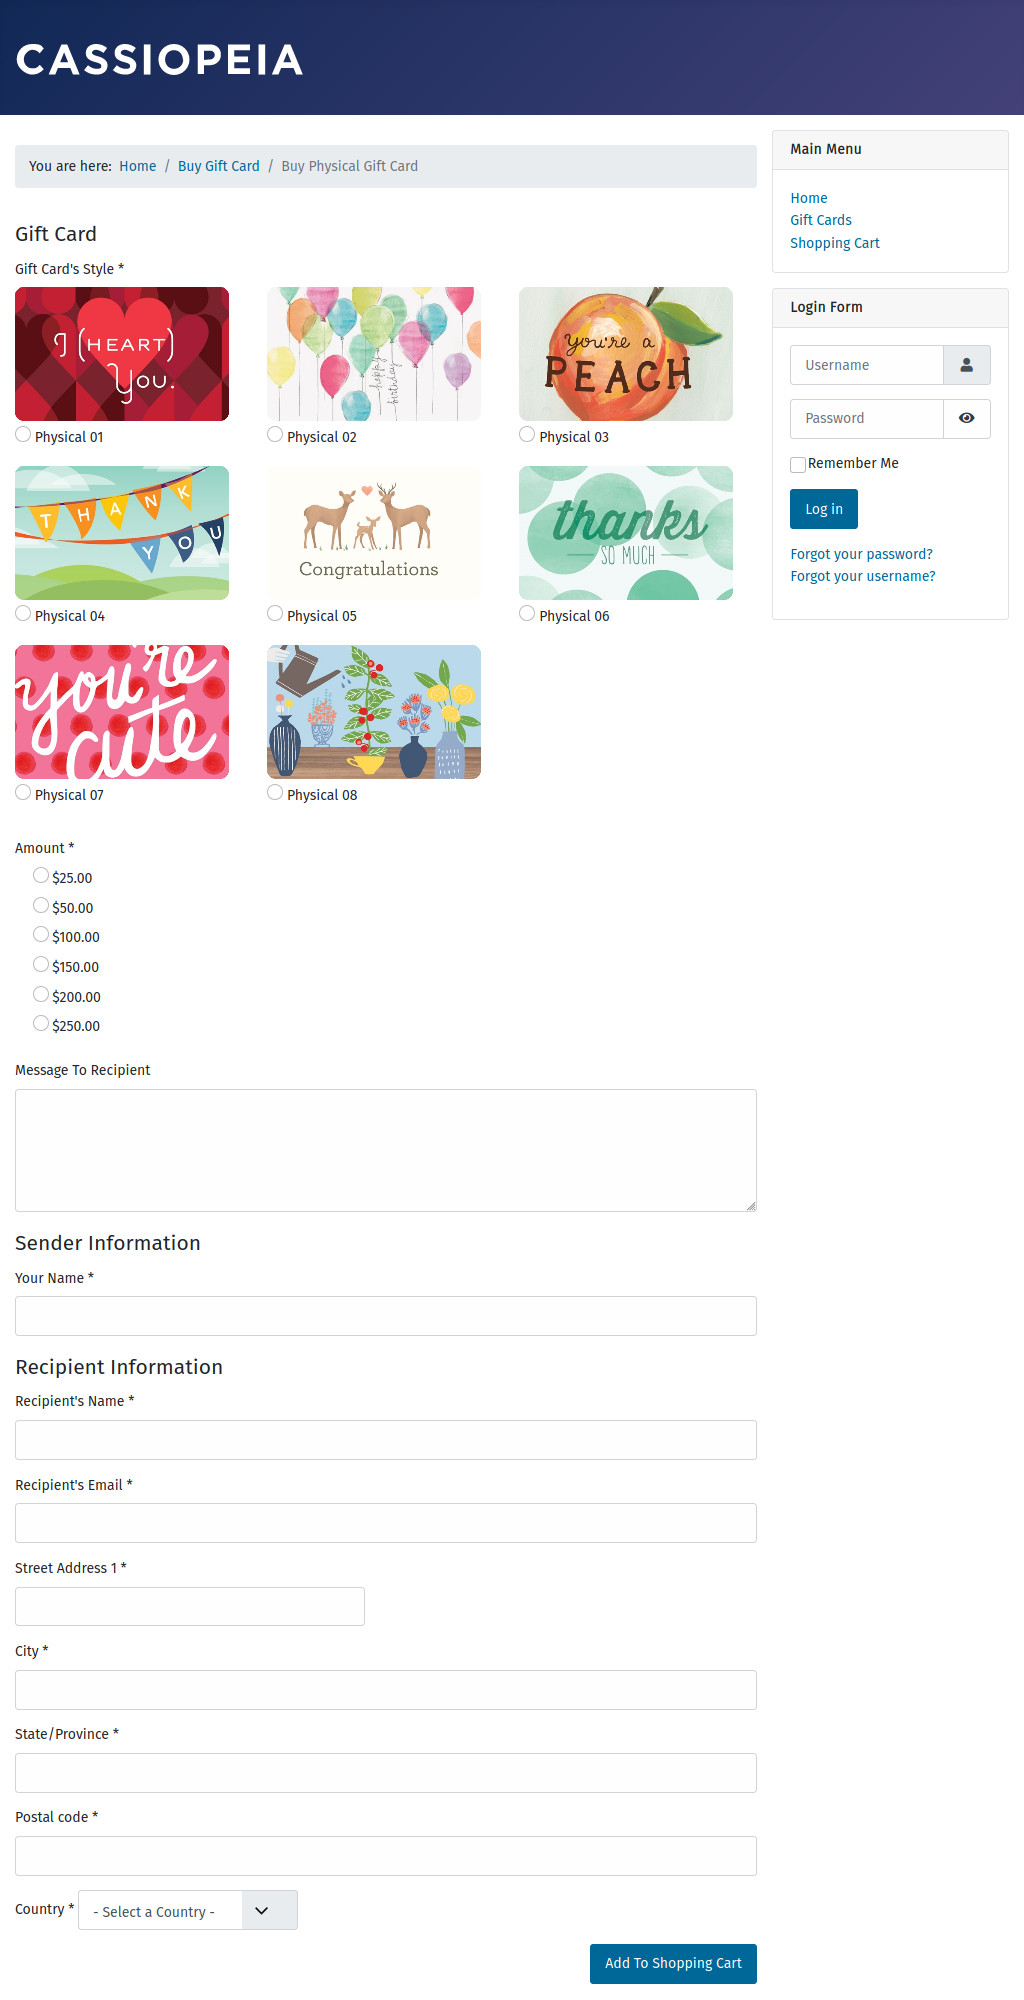 CASSIOPEIA
You are here: Home / Buy Gift Card / Buy Physical Gift Card
Gift Card
Gift Card's Style *
I (HEART)
YOU.
happy
birthday
you're a
PEACH
Physical 01
Physical 02
Physical 03
THANK
YOU
Congratulations
thanks
SO MUCH
Physical 04
Physical 05
Physical 06
you're
cute
Physical 07
Physical 08
Amount *
$25.00
$50.00
$100.00
$150.00
$200.00
$250.00
Message To Recipient
Sender Information
Your Name *
Recipient Information
Recipient's Name *
Recipient's Email *
Street Address 1 *
City *
State/Province *
Postal code *
Country * - Select a Country -
Add To Shopping Cart
Main Menu
Home
Gift Cards
Shopping Cart
Login Form
Username
Password
Remember Me
Log in
Forgot your password?
Forgot your username?